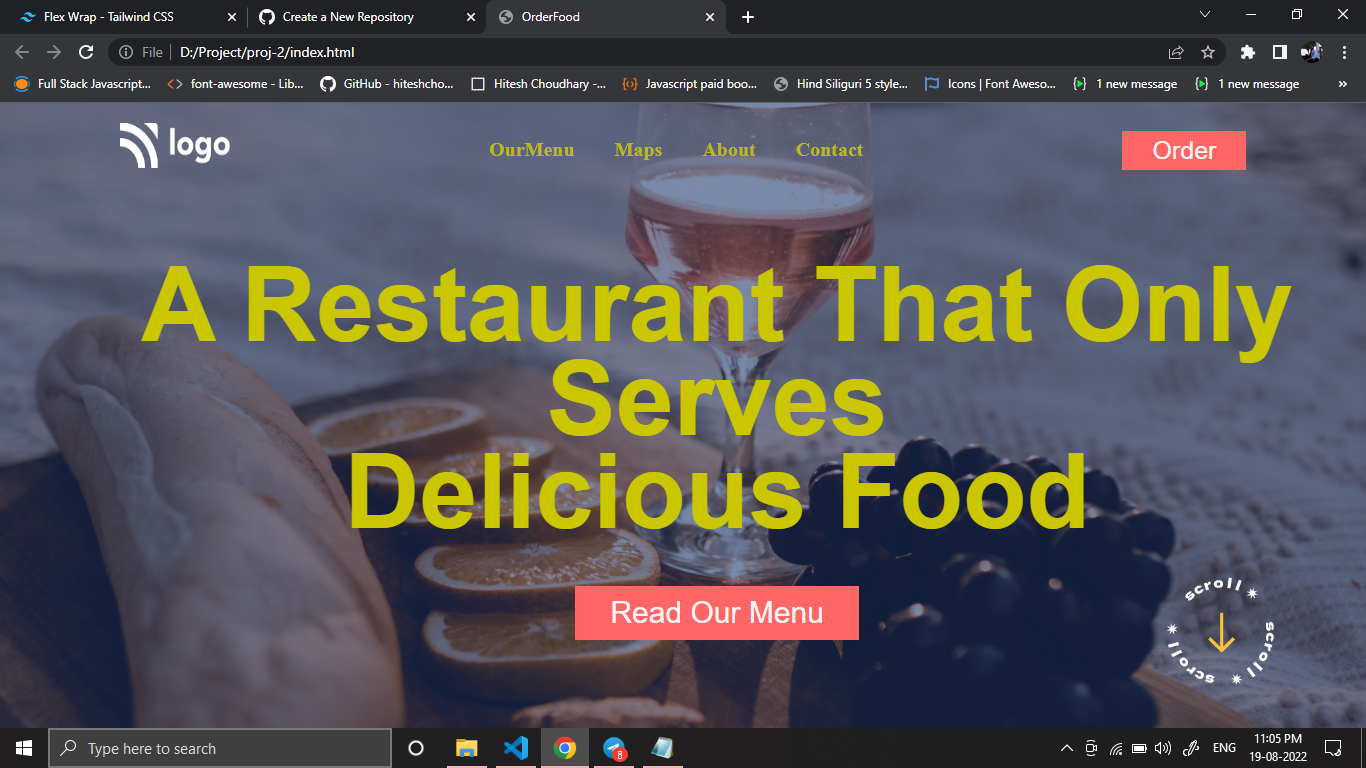 Flex Wrap - Tailwind CSS
Create a New Repository
OrderFood
File
D:/Project/proj-2/index.html
Full Stack Javascript...
font-awesome - Lib...
GitHub - hiteshcho...
Hitesh Choudhary -...
Javascript paid boo...
Hind Siliguri 5 style...
Icons | Font Aweso...
1 new message
1 new message
logo
OurMenu
Maps
About
Contact
Order
A Restaurant That Only
Serves
Delicious Food
Read Our Menu
scroll
scroll
scroll
scroll
Type here to search
8
ENG
11:05 PM
19-08-2022